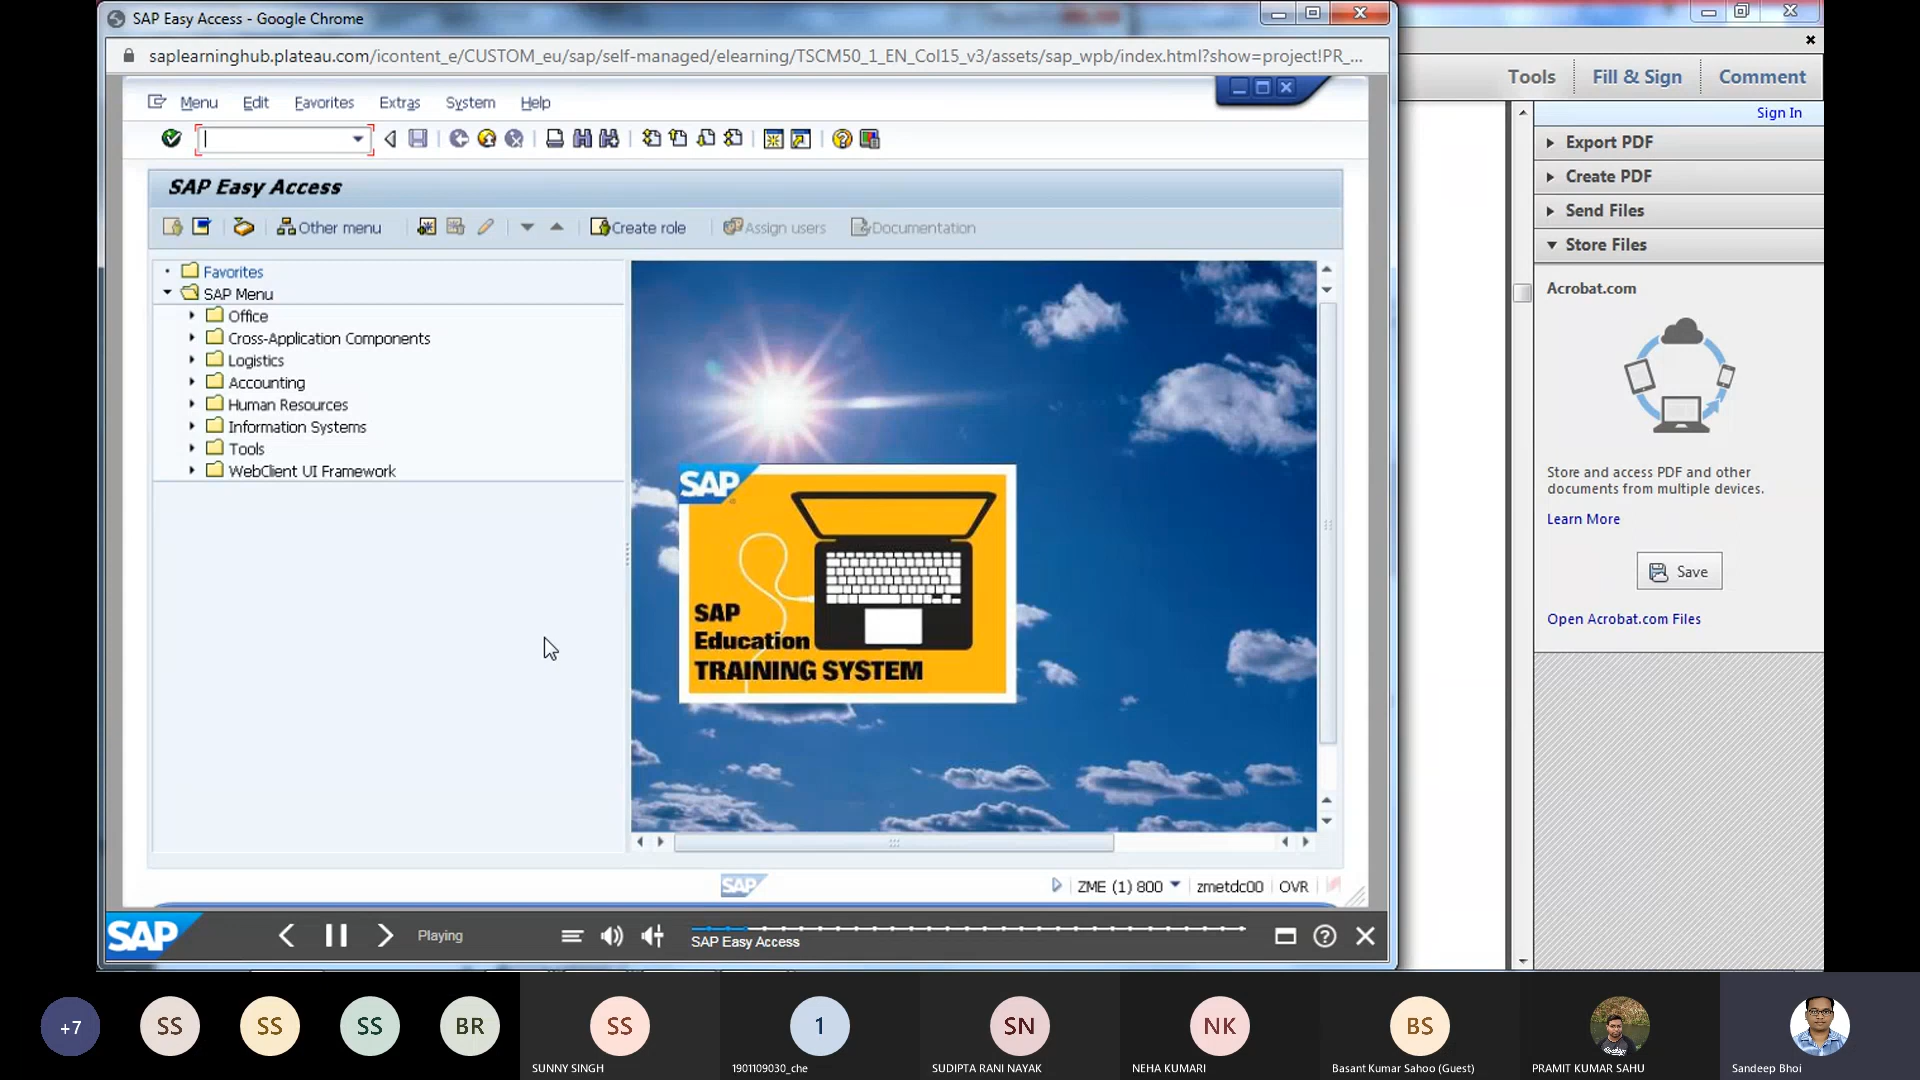 SAP Easy Access - Google Chrome
saplearninghub.plateau.com/icontent_e/CUSTOM_eu/sap/self-managed/elearning/TSCM50_1_EN_Col15_v3/assets/sap_wpb/index.html?show=project!PR_...
Menu Edit Favorites Extras System Help
SAP Easy Access
Other menu Create role Assign users Documentation
Favorites
SAP Menu
Office
Cross-Application Components
Logistics
Accounting
Human Resources
Information Systems
Tools
WebClient UI Framework
SAP
SAP
Education
TRAINING SYSTEM
SAP
ZME (1) 800 zmetdc00 OVR
SAP
Playing
SAP Easy Access
Tools Fill & Sign Comment
Sign In
Export PDF
Create PDF
Send Files
Store Files
Acrobat.com
Store and access PDF and other
documents from multiple devices.
Learn More
Save
Open Acrobat.com Files
+7 SS SS SS BR SS 1 SN NK BS
SUNNY SINGH 1901109030_che SUDIPTA RANI NAYAK NEHA KUMARI Basant Kumar Sahoo (Guest) PRAMIT KUMAR SAHU Sandeep Bhoi